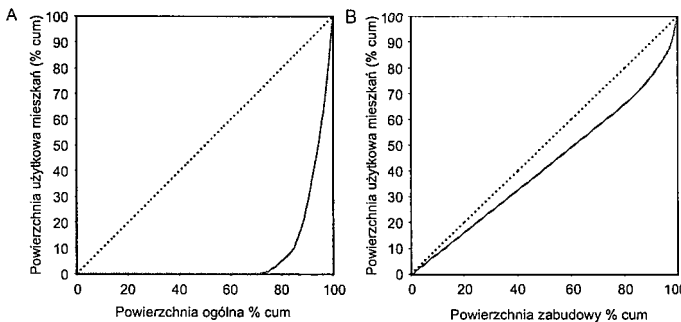 A
Powierzchnia użytkowa mieszkań (% cum)
100
90
80
70
60
50
40
30
20
10
0
0 20 40 60 80 100
Powierzchnia ogólna % cum
B
Powierzchnia użytkowa mieszkań (% cum)
100
90
80
70
60
50
40
30
20
10
0
0 20 40 60 80 100
Powierzchnia zabudowy % cum